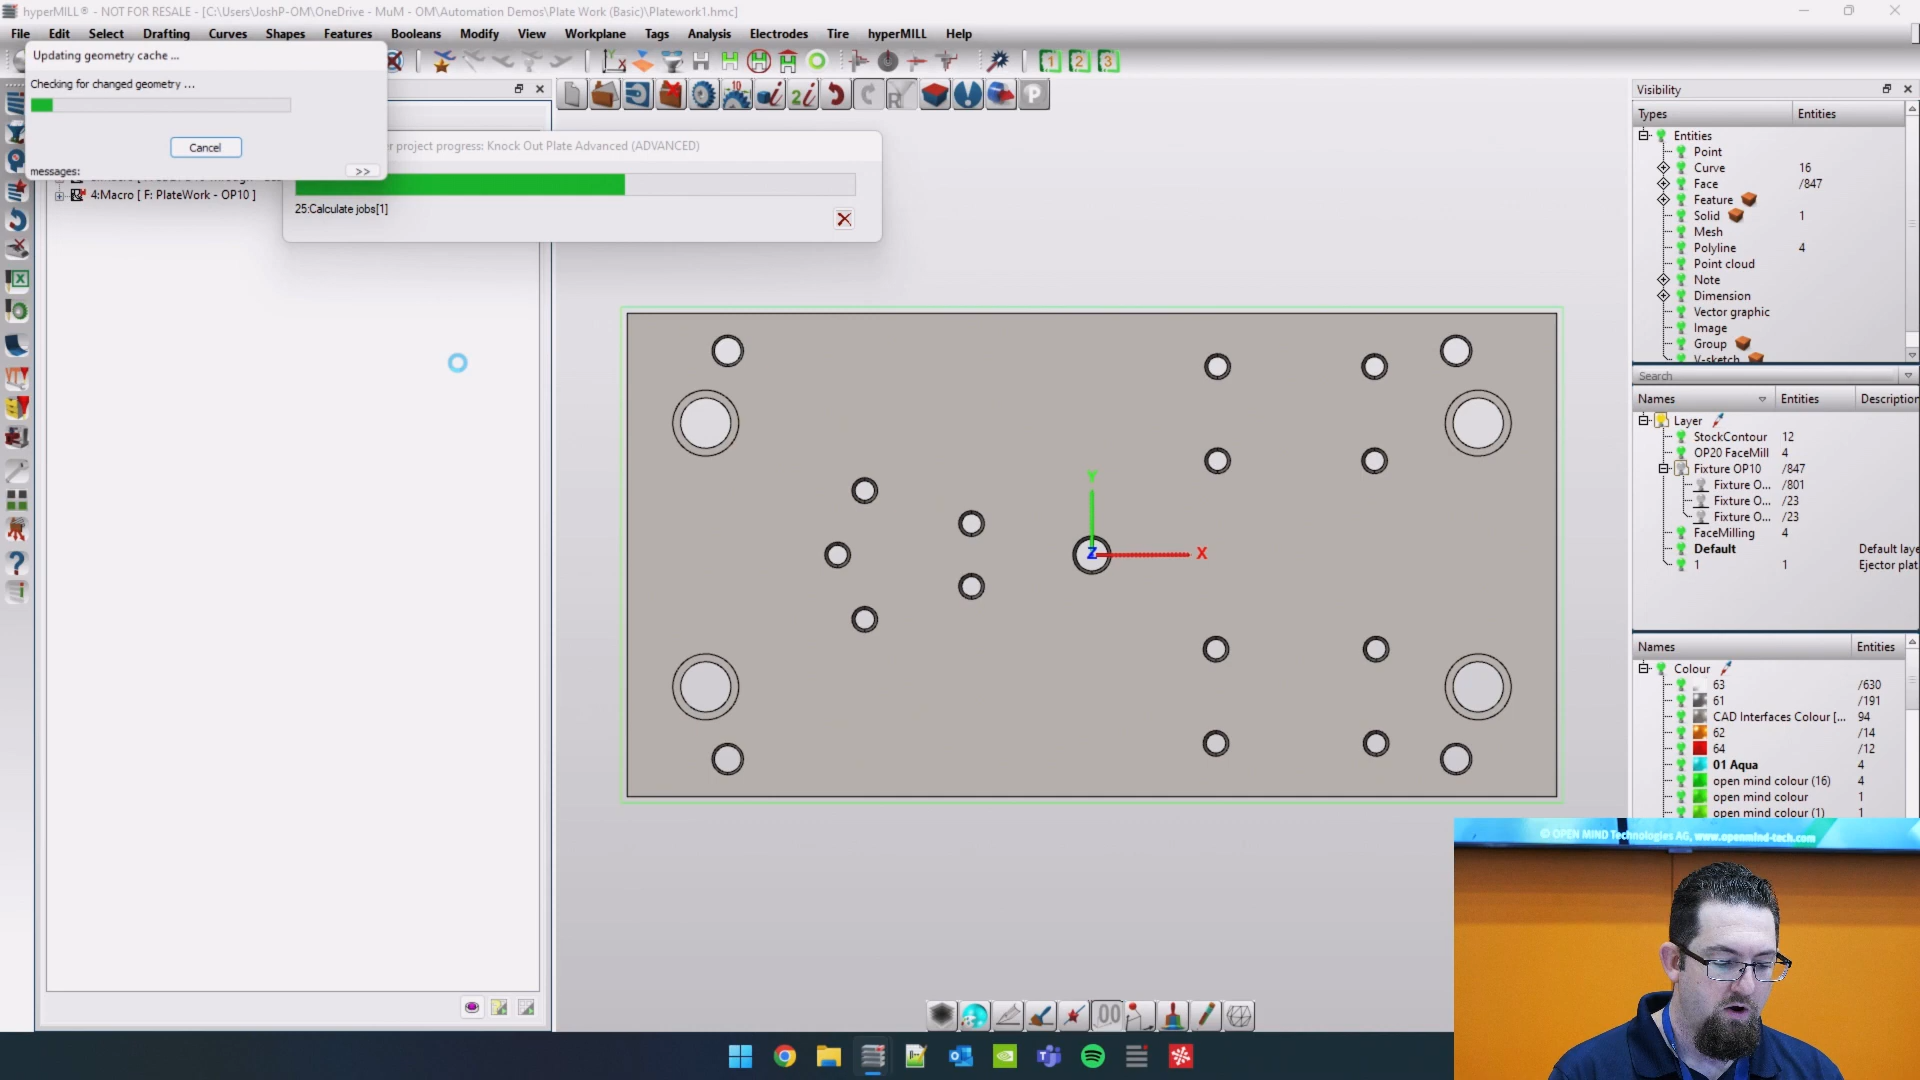 hyperMILL® - NOT FOR RESALE - [C:\Users\JoshP-OM\OneDrive - MuM - OM\Automation Demos\Plate Work (Basic)\Platework1.hmc]
File Edit Select Drafting Curves Shapes Features Booleans Modify View Workplane Tags Analysis Electrodes Tire hyperMILL Help
Updating geometry cache ...
Checking for changed geometry ...
Cancel
messages:
>>
4:Macro [ F: PlateWork - OP10 ]
er project progress: Knock Out Plate Advanced (ADVANCED)
25:Calculate jobs[1]
Y
Z
X
Visibility
Types Entities
Entities
Point
Curve 16
Face /847
Feature
Solid 1
Mesh
Polyline 4
Point cloud
Note
Dimension
Vector graphic
Image
Group
V-sketch
Search
Names Entities Description
Layer
StockContour 12
OP20 FaceMill 4
Fixture OP10 /847
Fixture O... /801
Fixture O... /23
Fixture O... /23
FaceMilling 4
Default Default laye
1 1 Ejector plat
Names Entities
Colour
63 /630
61 /191
CAD Interfaces Colour [... 94
62 /14
64 /12
01 Aqua 4
open mind colour (16) 4
open mind colour 1
open mind colour (1) 1
© OPEN MIND Technologies AG, www.openmind-tech.com